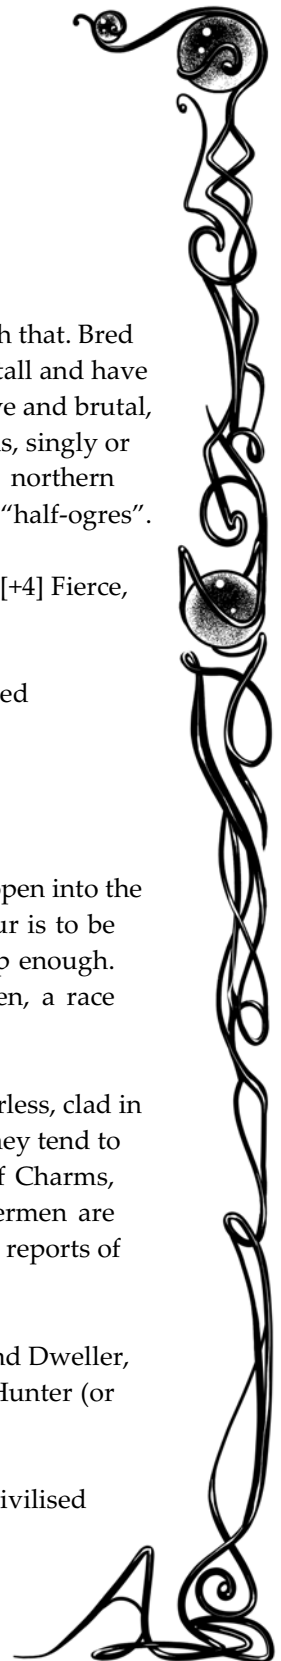 h that. Bred
tall and have
ve and brutal,
s, singly or
northern
"half-ogres".
[+4] Fierce,
ed
open into the
ur is to be
p enough.
en, a race
rless, clad in
hey tend to
f Charms,
ermen are
reports of
nd Dweller,
Hunter (or
ivilised